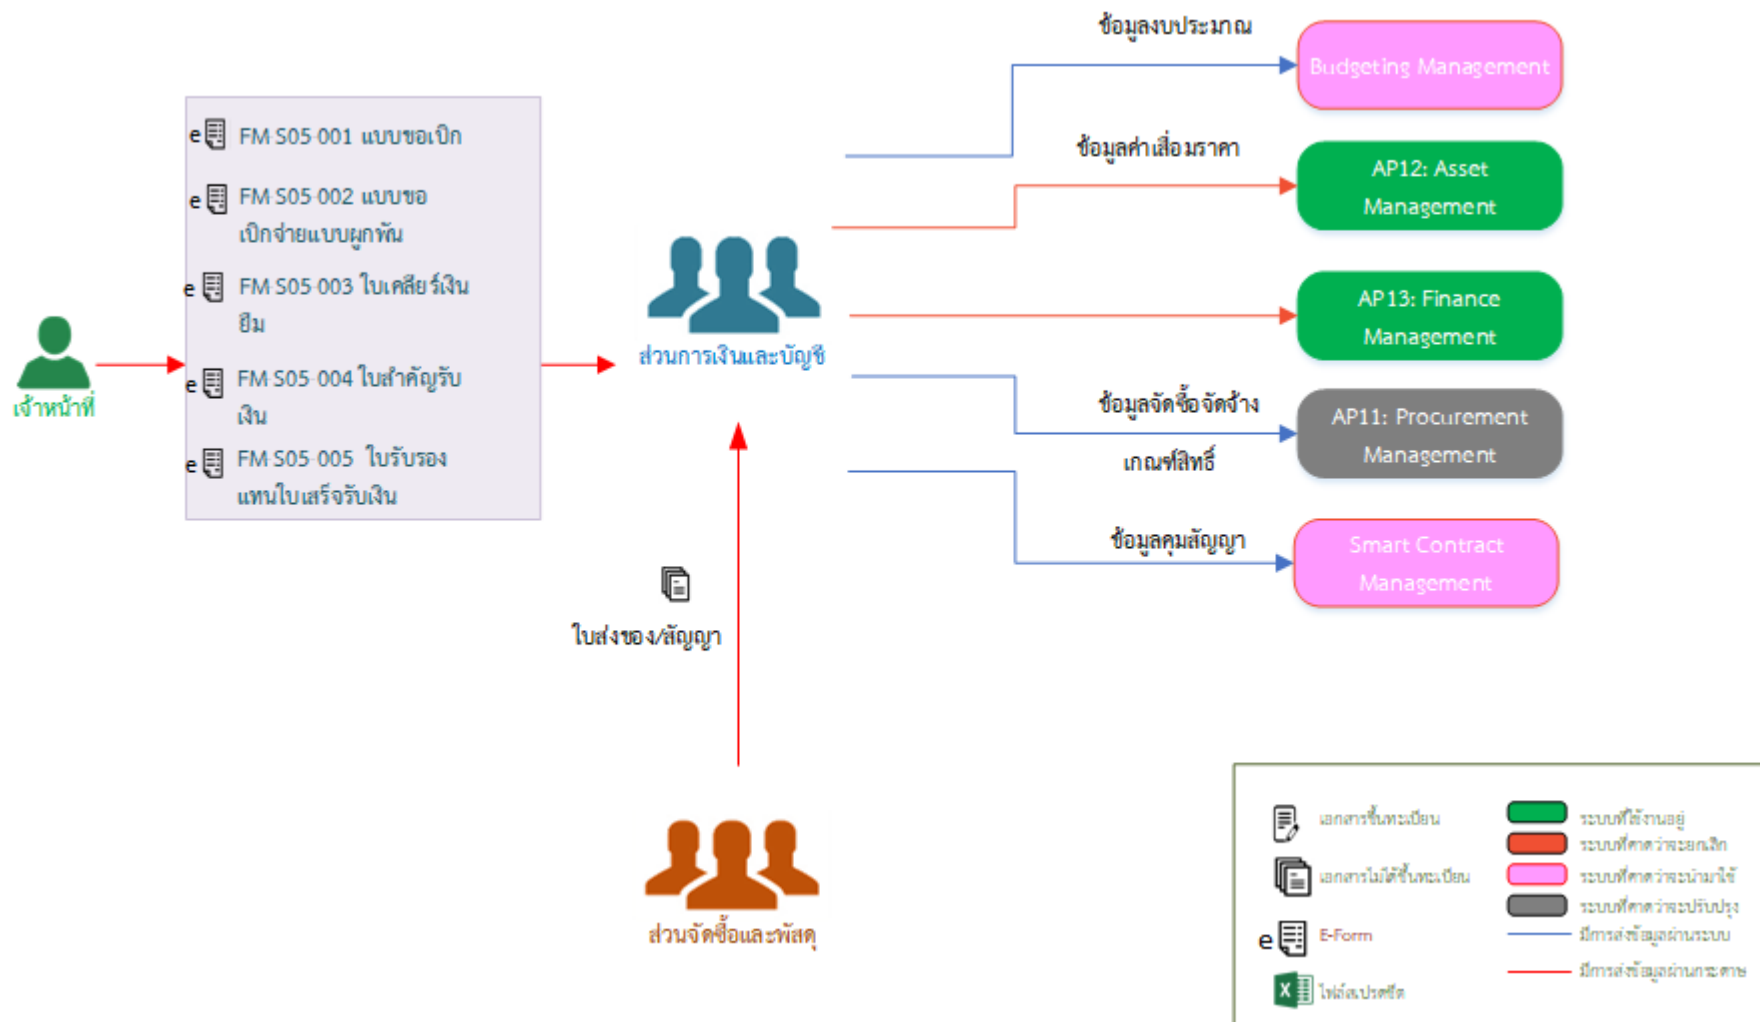 ข้อมูลงบประมาณ
Budgeting Management
e FM-S05-001 แบบขอเบิก
e FM-S05-002 แบบขอ
เบิกจ่ายแบบผูกพัน
e FM-S05-003 ใบเคลียร์เงิน
ยืม
e FM-S05-004 ใบสำคัญรับ
เงิน
e FM-S05-005 ใบรับรอง
แทนใบเสร็จรับเงิน
เจ้าหน้าที่
ส่วนการเงินและบัญชี
ข้อมูลค่าเสื่อมราคา
AP12: Asset
Management
AP13: Finance
Management
ข้อมูลจัดซื้อจัดจ้าง
เกณฑ์สิทธิ์
AP11: Procurement
Management
ข้อมูลคุมสัญญา
Smart Contract
Management
ใบส่งของ/สัญญา
ส่วนจัดซื้อและพัสดุ
เอกสารขึ้นทะเบียน
เอกสารไม่ได้ขึ้นทะเบียน
e E-Form
X ไฟล์สเปรดชีต
ระบบที่ใช้งานอยู่
ระบบที่คาดว่าจะยกเลิก
ระบบที่คาดว่าจะนำมาใช้
ระบบที่คาดว่าจะปรับปรุง
มีการส่งข้อมูลผ่านระบบ
มีการส่งข้อมูลผ่านกระดาษ